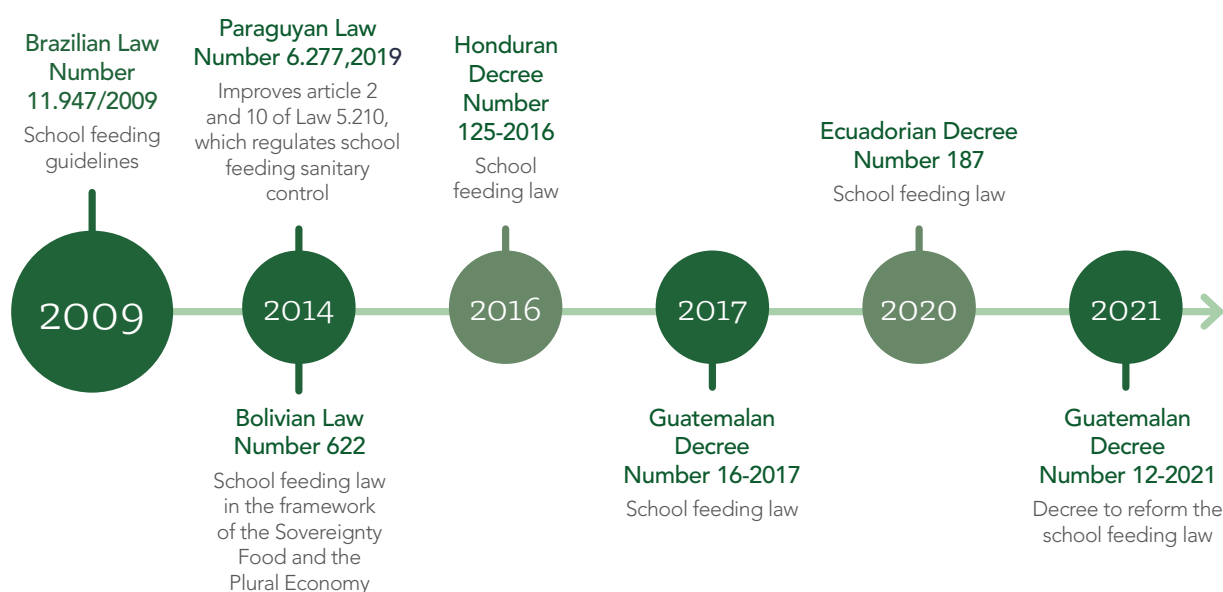 Brazilian Law
Number
11.947/2009
School feeding
guidelines
Paraguyan Law
Number 6.277,2019
Improves article 2
and 10 of Law 5.210,
which regulates school
feeding sanitary
control
Honduran
Decree
Number
125-2016
School
feeding law
Ecuadorian Decree
Number 187
School feeding law
2009
2014
2016
2017
2020
2021
Bolivian Law
Number 622
School feeding law
in the framework
of the Sovereignty
Food and the
Plural Economy
Guatemalan
Decree
Number 16-2017
School feeding law
Guatemalan
Decree
Number 12-2021
Decree to reform the
school feeding law